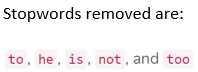 Stopwords removed are:
to, he, is, not, and too